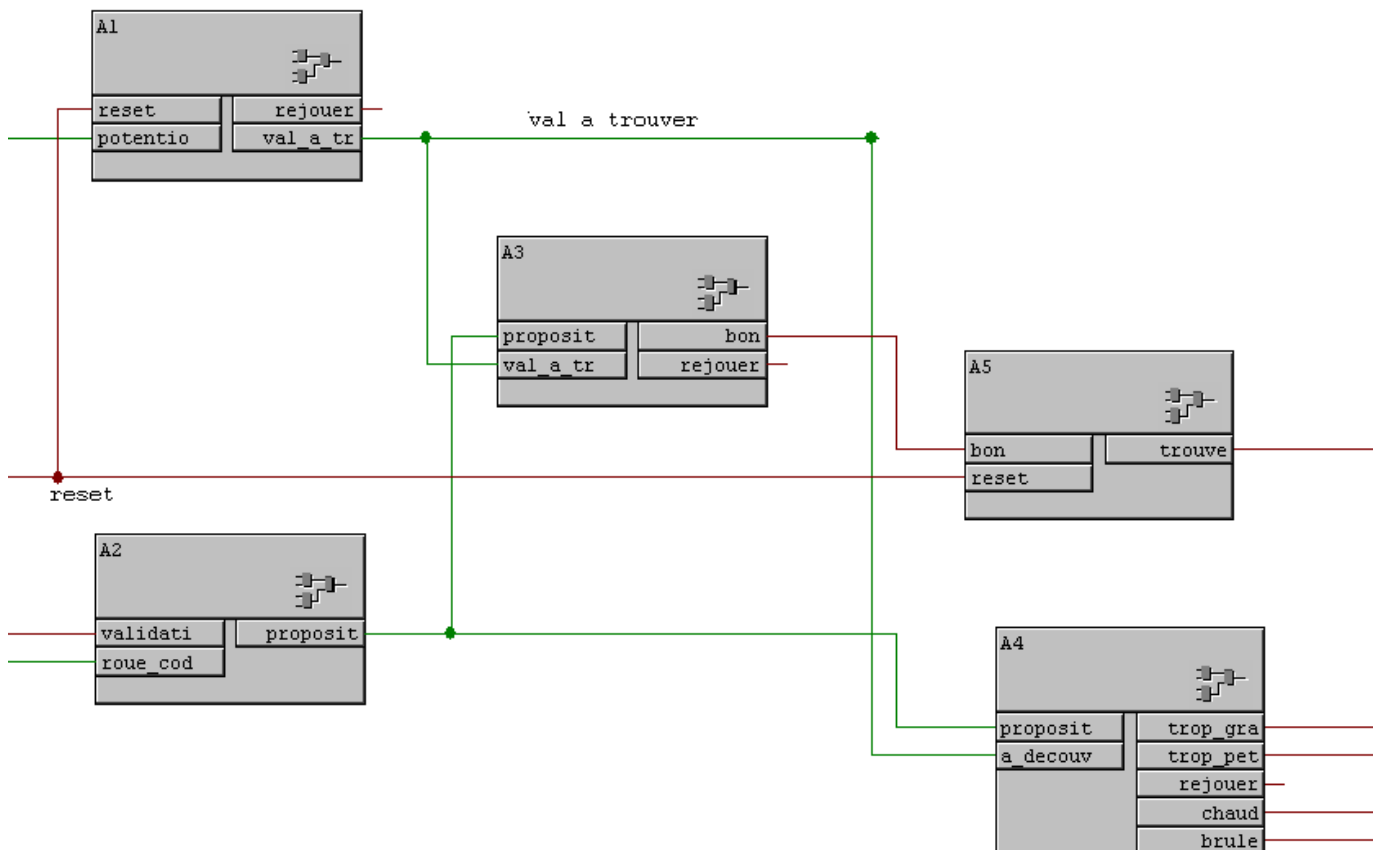 A1
reset rejouer
potentio val_a_tr
val a trouver
A3
proposit bon
val_a_tr rejouer
A5
bon trouve
reset
reset
A2
validati proposit
roue_cod
A4
proposit trop_gra
a_decouv trop_pet
rejouer
chaud
brule